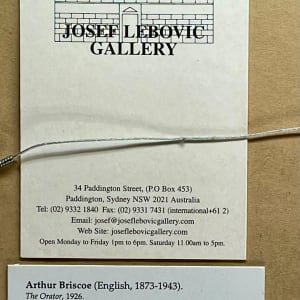 JOSEF LEBOVIC
GALLERY
34 Paddington Street, (P.O Box 453)
Paddington, Sydney NSW 2021 Australia
Tel: (02) 9332 1840 Fax: (02) 9331 7431 (international+61 2)
Email: josef@joseflebovicgallery.com
Web Site: joseflebovicgallery.com
Open Monday to Friday 1pm to 6pm. Saturday 11 00am to 5pm.
Arthur Briscoe (English, 1873-1943).
The Orator, 1926.